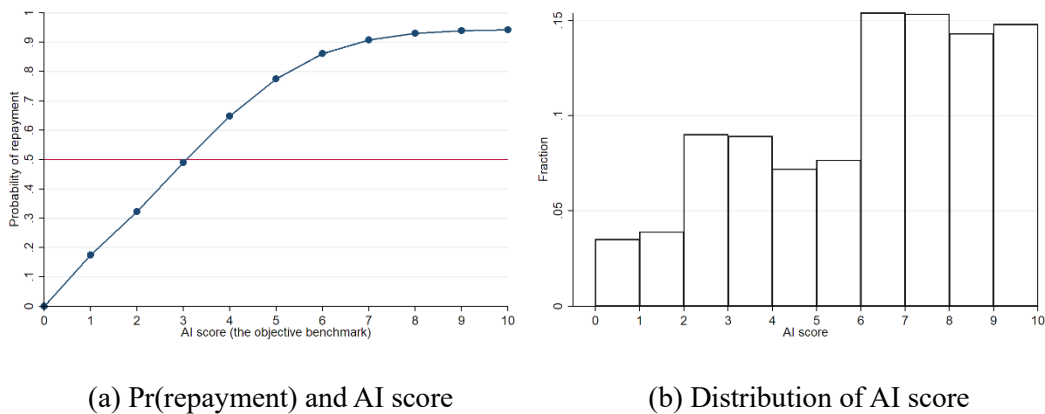 Probability of repayment
1
.9
.8
.7
.6
.5
.4
.3
.2
.1
0
0 1 2 3 4 5 6 7 8 9 10
AI score (the objective benchmark)
(a) Pr(repayment) and AI score
Fraction
.15
.1
.05
0
0 1 2 3 4 5 6 7 8 9 10
AI score
(b) Distribution of AI score